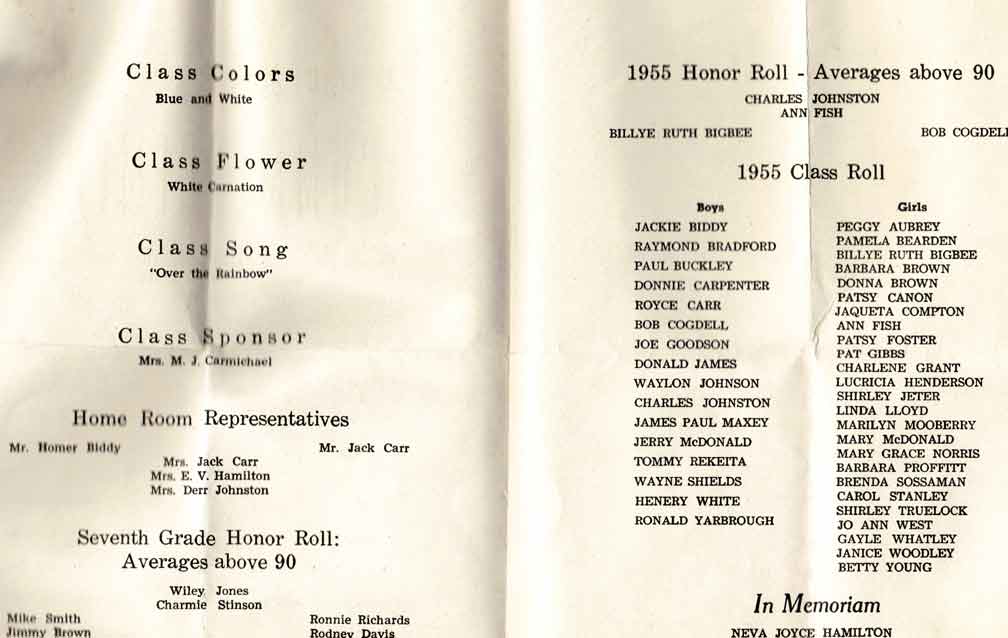 Class Colors
Blue and White
Class Flower
White Carnation
Class Song
"Over the Rainbow"
Class Sponsor
Mrs. M. J. Carmichael
Home Room Representatives
Mr. Homer Biddy Mr. Jack Carr
Mrs. Jack Carr
Mrs. E. V. Hamilton
Mrs. Derr Johnston
Seventh Grade Honor Roll:
Averages above 90
Wiley Jones
Charmie Stinson
Mike Smith Ronnie Richards
Jimmy Brown Rodney Davis
1955 Honor Roll - Averages above 90
CHARLES JOHNSTON
ANN FISH
BILLYE RUTH BIGBEE BOB COGDELL
1955 Class Roll
Boys
JACKIE BIDDY
RAYMOND BRADFORD
PAUL BUCKLEY
DONNIE CARPENTER
ROYCE CARR
BOB COGDELL
JOE GOODSON
DONALD JAMES
WAYLON JOHNSON
CHARLES JOHNSTON
JAMES PAUL MAXEY
JERRY McDONALD
TOMMY REKEITA
WAYNE SHIELDS
HENERY WHITE
RONALD YARBROUGH
Girls
PEGGY AUBREY
PAMELA BEARDEN
BILLYE RUTH BIGBEE
BARBARA BROWN
DONNA BROWN
PATSY CANON
JAQUETA COMPTON
ANN FISH
PATSY FOSTER
PAT GIBBS
CHARLENE GRANT
LUCRICIA HENDERSON
SHIRLEY JETER
LINDA LLOYD
MARILYN MOOBERRY
MARY McDONALD
MARY GRACE NORRIS
BARBARA PROFFITT
BRENDA SOSSAMAN
CAROL STANLEY
SHIRLEY TRUELOCK
JO ANN WEST
GAYLE WHATLEY
JANICE WOODLEY
BETTY YOUNG
In Memoriam
NEVA JOYCE HAMILTON